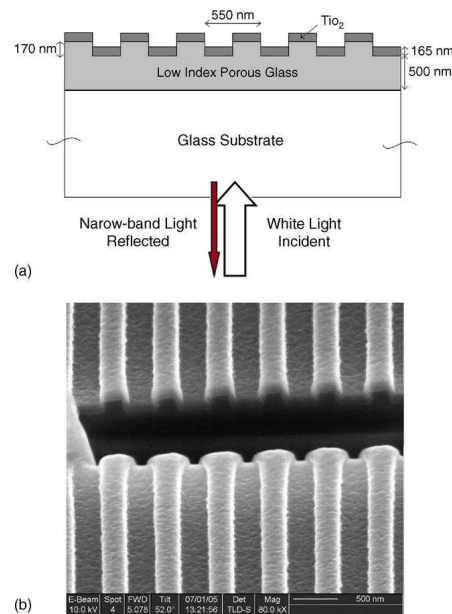 550 nm
Tio₂
170 nm
165 nm
Low Index Porous Glass
500 nm
Glass Substrate
Narrow-band Light
Reflected
White Light
Incident
(a)
E-Beam Spot FWD Tilt 07/01/05 Det Mag
500 nm
10.0 kV 4 5.078 52.0° 13:21:56 TLD-S 80.0 kX
(b)